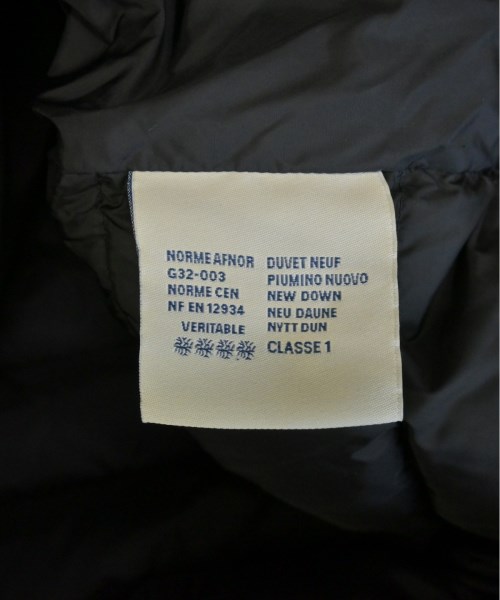 NORME AFNOR
G32-003
NORME CEN
NF EN 12934
VERITABLE
DUVET NEUF
PIUMINO NUOVO
NEW DOWN
NEU DAUNE
NYTT DUN
CLASSE 1